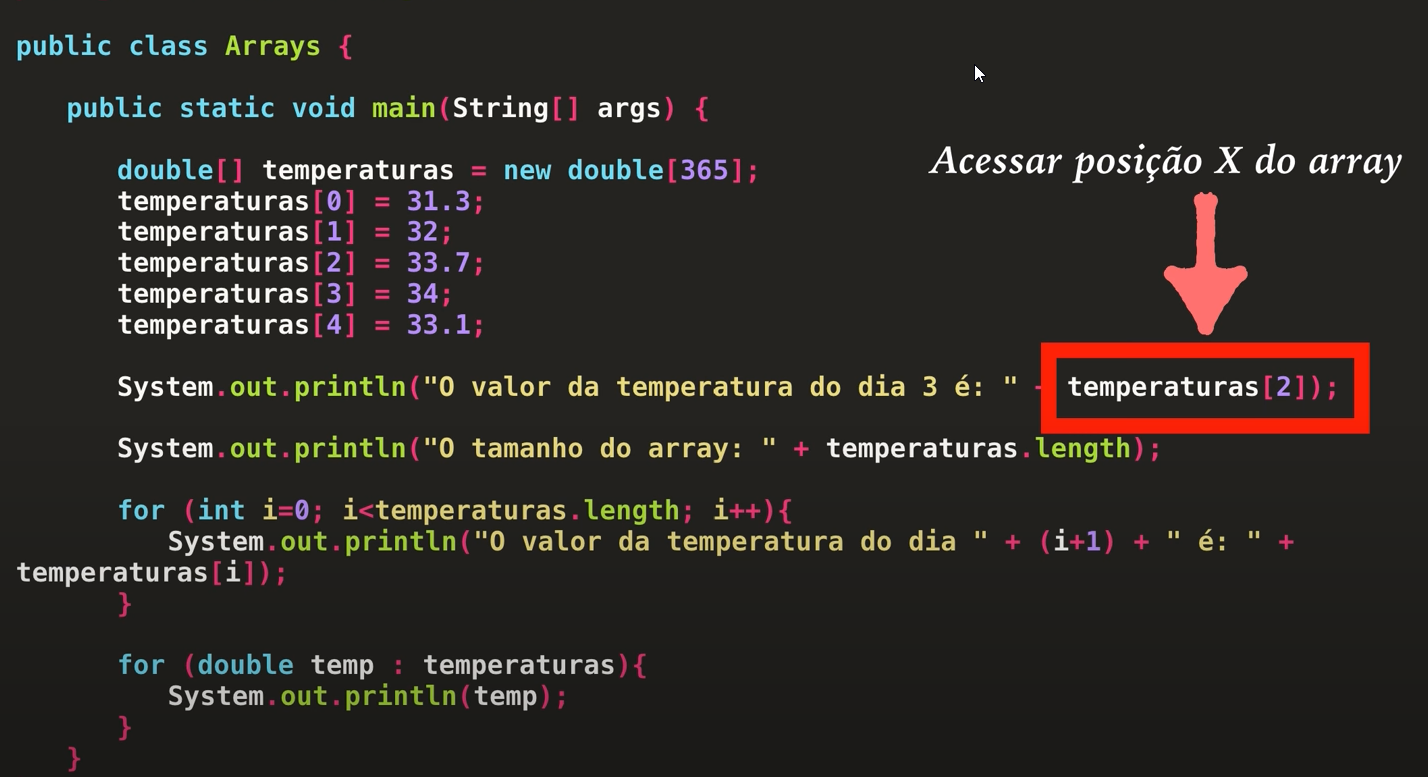 public class Arrays {
public static void main(String[] args) {
double[] temperaturas = new double[365];
Acessar posição X do array
temperaturas[0] = 31.3;
temperaturas[1] = 32;
temperaturas[2] = 33.7;
temperaturas[3] = 34;
temperaturas[4] = 33.1;
System.out.println("O valor da temperatura do dia 3 é: " + temperaturas[2]);
System.out.println("O tamanho do array: " + temperaturas.length);
for (int i=0; i<temperaturas.length; i++){
System.out.println("O valor da temperatura do dia " + (i+1) + " é: " +
temperaturas[i]);
}
for (double temp : temperaturas){
System.out.println(temp);
}
}